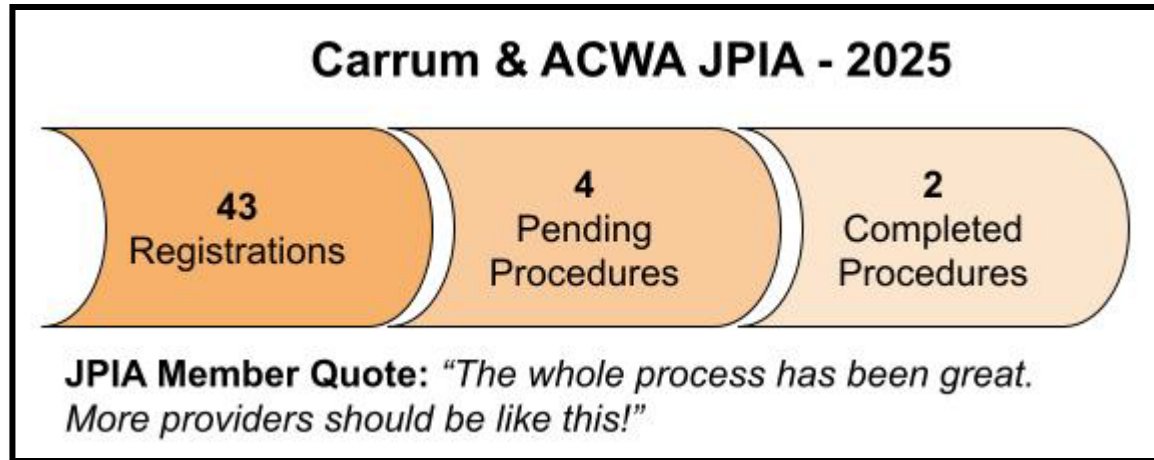 Carrum & ACWA JPIA - 2025
43
Registrations
4
Pending
Procedures
2
Completed
Procedures
JPIA Member Quote: “The whole process has been great.
More providers should be like this!”